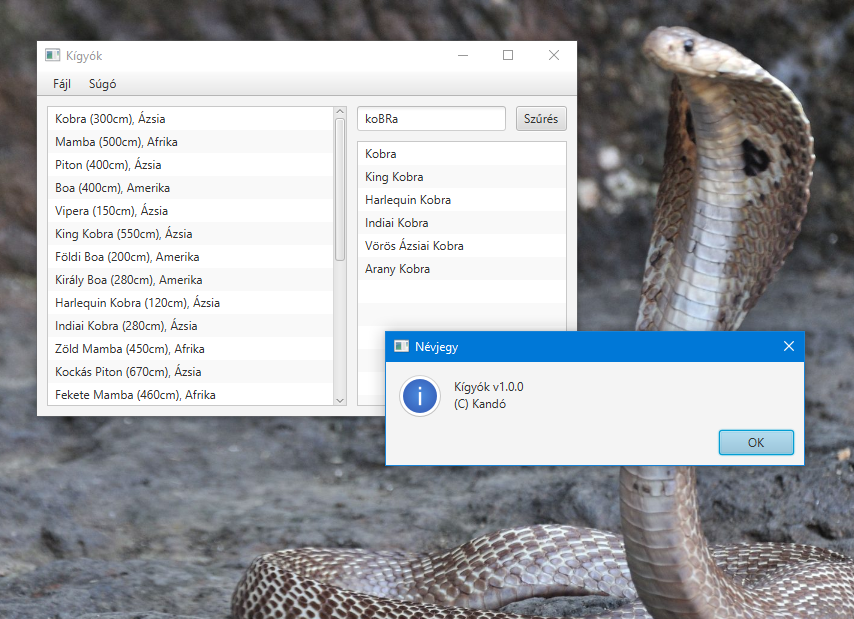 Kígyók
Fájl Súgó
Kobra (300cm), Ázsia
Mamba (500cm), Afrika
Piton (400cm), Ázsia
Boa (400cm), Amerika
Vipera (150cm), Ázsia
King Kobra (550cm), Ázsia
Földi Boa (200cm), Amerika
Király Boa (280cm), Amerika
Harlequin Kobra (120cm), Ázsia
Indiai Kobra (280cm), Ázsia
Zöld Mamba (450cm), Afrika
Kockás Piton (670cm), Ázsia
Fekete Mamba (460cm), Afrika
koBRa Szűrés
Kobra
King Kobra
Harlequin Kobra
Indiai Kobra
Vörös Ázsiai Kobra
Arany Kobra
Névjegy
Kígyók v1.0.0
(C) Kandó
OK